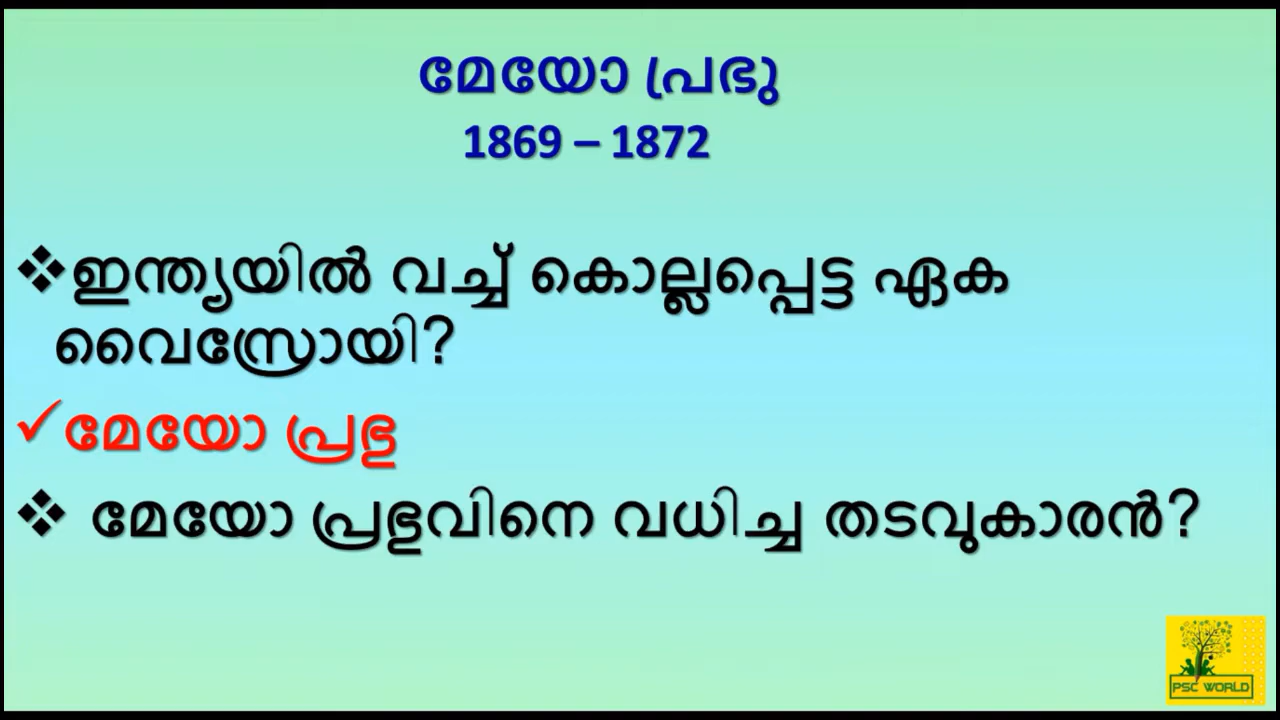 മേയോ പ്രഭു
1869 – 1872
❖ഇന്ത്യയിൽ വച്ച് കൊല്ലപ്പെട്ട ഏക
വൈസ്രോയി?
✓മേയോ പ്രഭു
❖ മേയോ പ്രഭുവിനെ വധിച്ച തടവുകാരൻ?
PSC WORLD